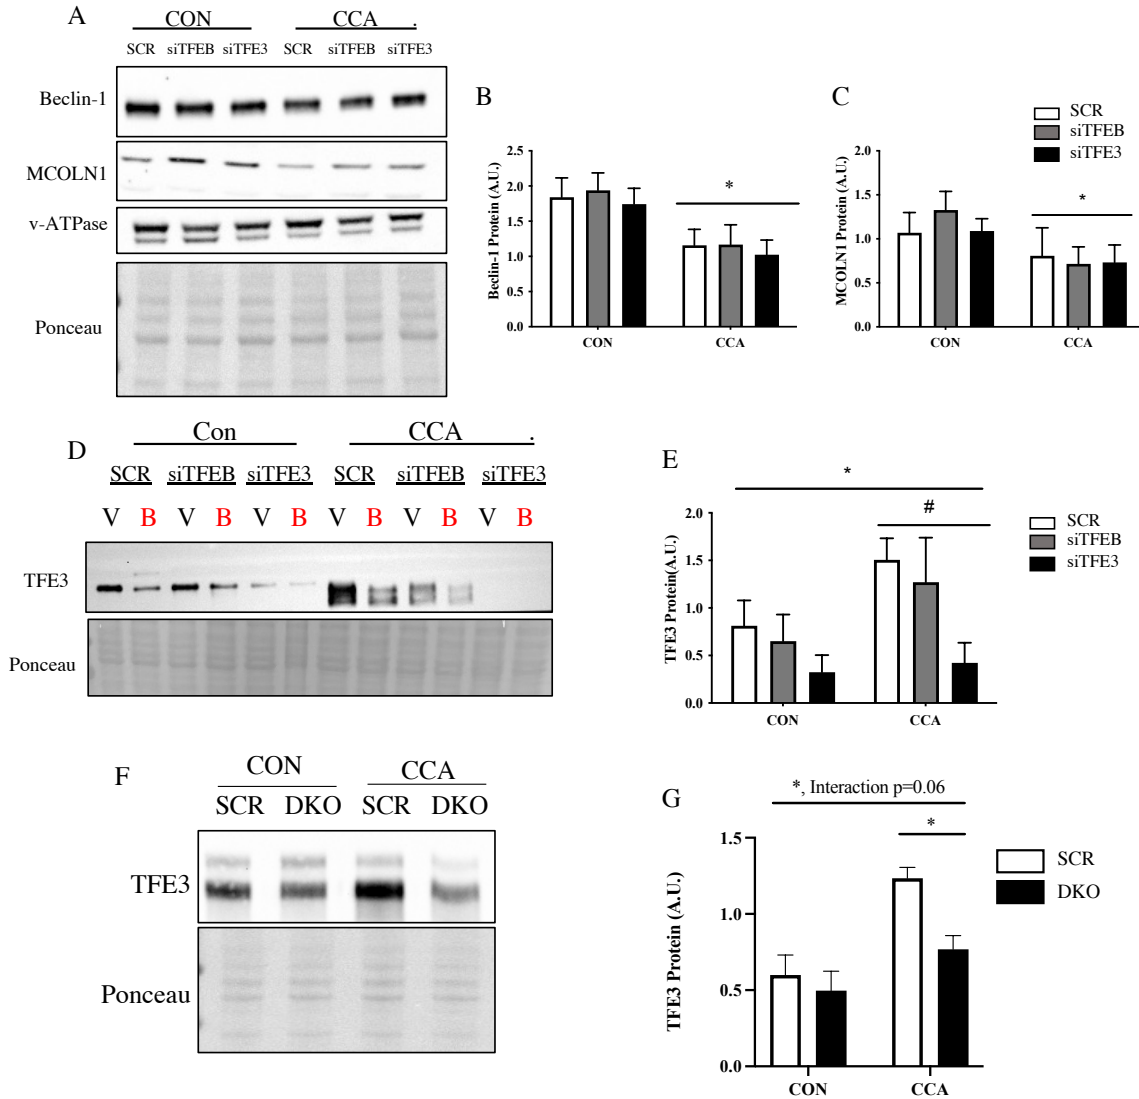 A
CON
CCA .
SCR siTFEB siTFE3 SCR siTFEB siTFE3
Beclin-1
MCOLN1
v-ATPase
Ponceau
B
Beclin-1 Protein (A.U.)
2.5
2.0
1.5
1.0
0.5
0.0
*
CON CCA
C
SCR
siTFEB
siTFE3
MCOLN1 Protein (A.U.)
2.0
1.5
1.0
0.5
0.0
*
CON CCA
D
Con
CCA .
SCR siTFEB siTFE3 SCR siTFEB siTFE3
V B V B V B V B V B V B
TFE3
Ponceau
E
*
#
TFE3 Protein(A.U.)
2.0
1.5
1.0
0.5
0.0
CON CCA
SCR
siTFEB
siTFE3
F
CON
CCA
SCR DKO SCR DKO
TFE3
Ponceau
G
*, Interaction p=0.06
*
TFE3 Protein (A.U.)
1.5
1.0
0.5
0.0
CON CCA
SCR
DKO